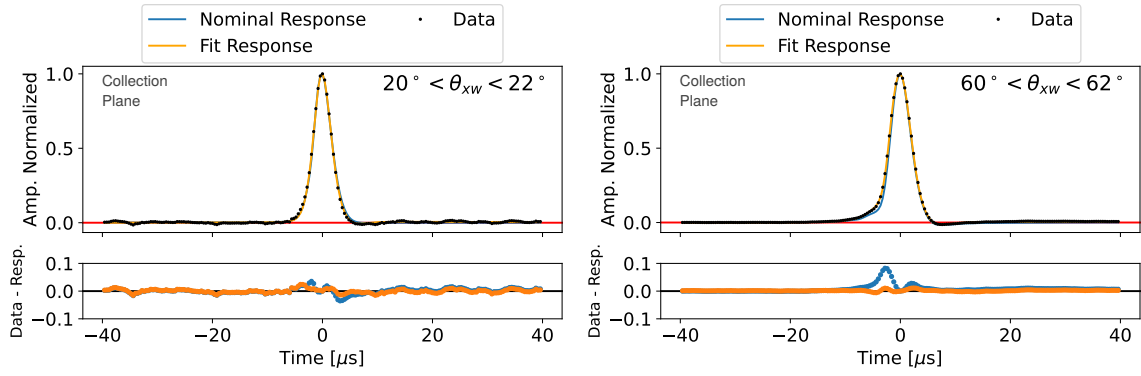 Nominal Response
Data
Fit Response
Collection
Plane
20° < θxw < 22°
Amp. Normalized
1.0
0.5
0.0
Data - Resp.
0.1
0.0
−0.1
−40
−20
0
20
40
Time [μs]
Nominal Response
Data
Fit Response
Collection
Plane
60° < θxw < 62°
Amp. Normalized
1.0
0.5
0.0
Data - Resp.
0.1
0.0
−0.1
−40
−20
0
20
40
Time [μs]